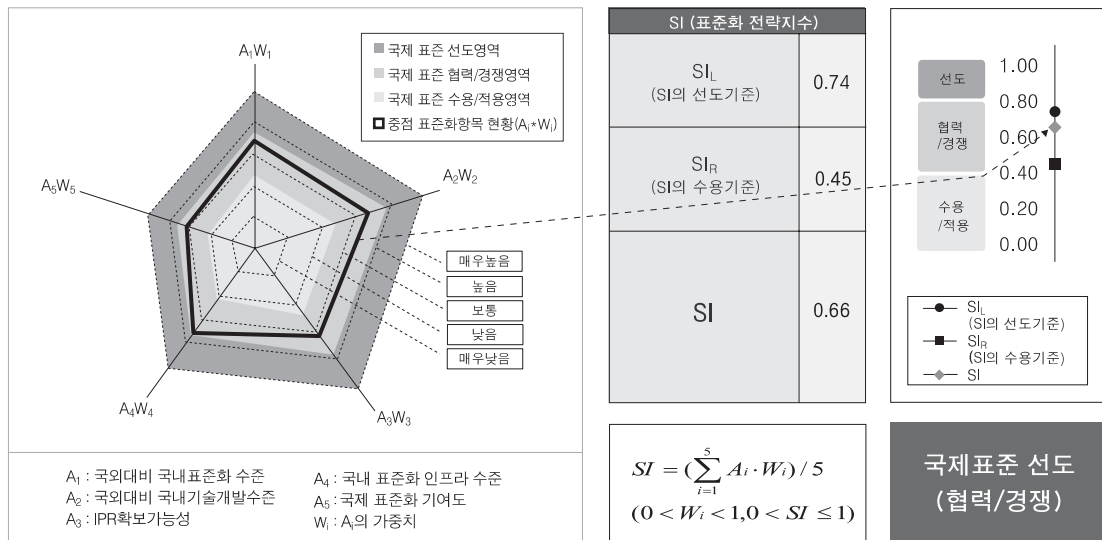 A₁W₁
국제 표준 선도영역
국제 표준 협력/경쟁영역
국제 표준 수용/적용영역
중점 표준화항목 현황(Aᵢ*Wᵢ)
A₅W₅
A₂W₂
매우높음
높음
보통
낮음
매우낮음
A₄W₄
A₃W₃
A₁ : 국외대비 국내표준화 수준
A₂ : 국외대비 국내기술개발수준
A₃ : IPR확보가능성
A₄ : 국내 표준화 인프라 수준
A₅ : 국제 표준화 기여도
Wᵢ : Aᵢ의 가중치
SI (표준화 전략지수)
SI_L
(SI의 선도기준)
0.74
SI_R
(SI의 수용기준)
0.45
SI
0.66
SI = (∑_{i=1}^{5} Aᵢ · Wᵢ) / 5
(0 < Wᵢ < 1,0 < SI ≤ 1)
선도
협력
/경쟁
수용
/적용
1.00
0.80
0.60
0.40
0.20
0.00
SI_L
(SI의 선도기준)
SI_R
(SI의 수용기준)
SI
국제표준 선도
(협력/경쟁)